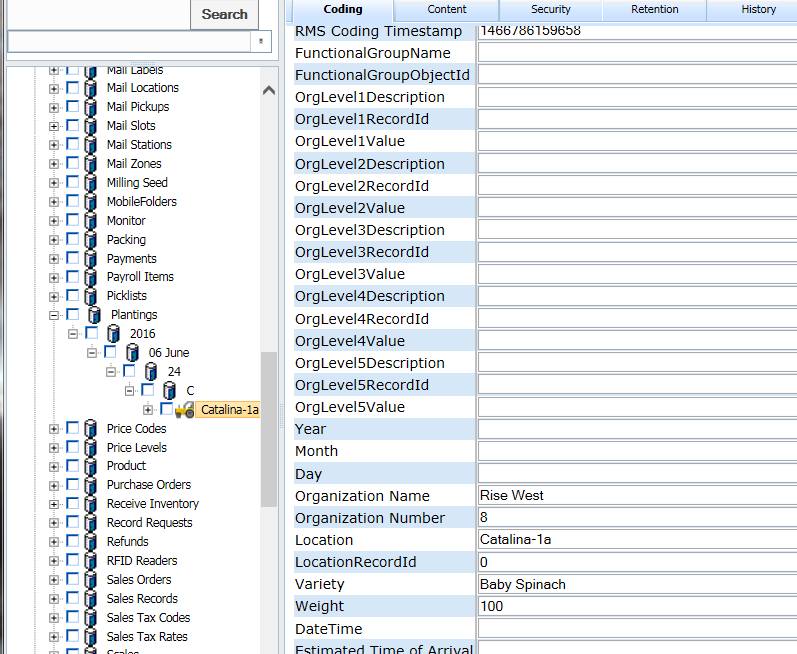 Search
Mail Labels
Mail Locations
Mail Pickups
Mail Slots
Mail Stations
Mail Zones
Milling Seed
MobileFolders
Monitor
Packing
Payments
Payroll Items
Picklists
Plantings
2016
06 June
24
C
Catalina-1a
Price Codes
Price Levels
Product
Purchase Orders
Receive Inventory
Record Requests
Refunds
RFID Readers
Sales Orders
Sales Records
Sales Tax Codes
Sales Tax Rates
Scales
Coding Content Security Retention History
RMS Coding Timestamp 1466786159658
FunctionalGroupName
FunctionalGroupObjectId
OrgLevel1Description
OrgLevel1RecordId
OrgLevel1Value
OrgLevel2Description
OrgLevel2RecordId
OrgLevel2Value
OrgLevel3Description
OrgLevel3RecordId
OrgLevel3Value
OrgLevel4Description
OrgLevel4RecordId
OrgLevel4Value
OrgLevel5Description
OrgLevel5RecordId
OrgLevel5Value
Year
Month
Day
Organization Name Rise West
Organization Number 8
Location Catalina-1a
LocationRecordId 0
Variety Baby Spinach
Weight 100
DateTime
Estimated Time of Arrival